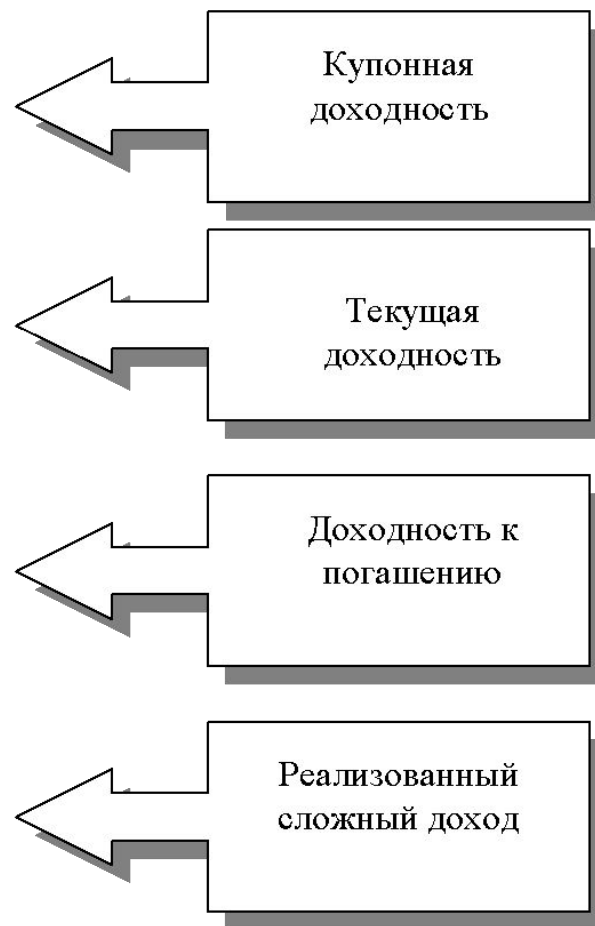 Купонная
доходность
Текущая
доходность
Доходность к
погашению
Реализованный
сложный доход